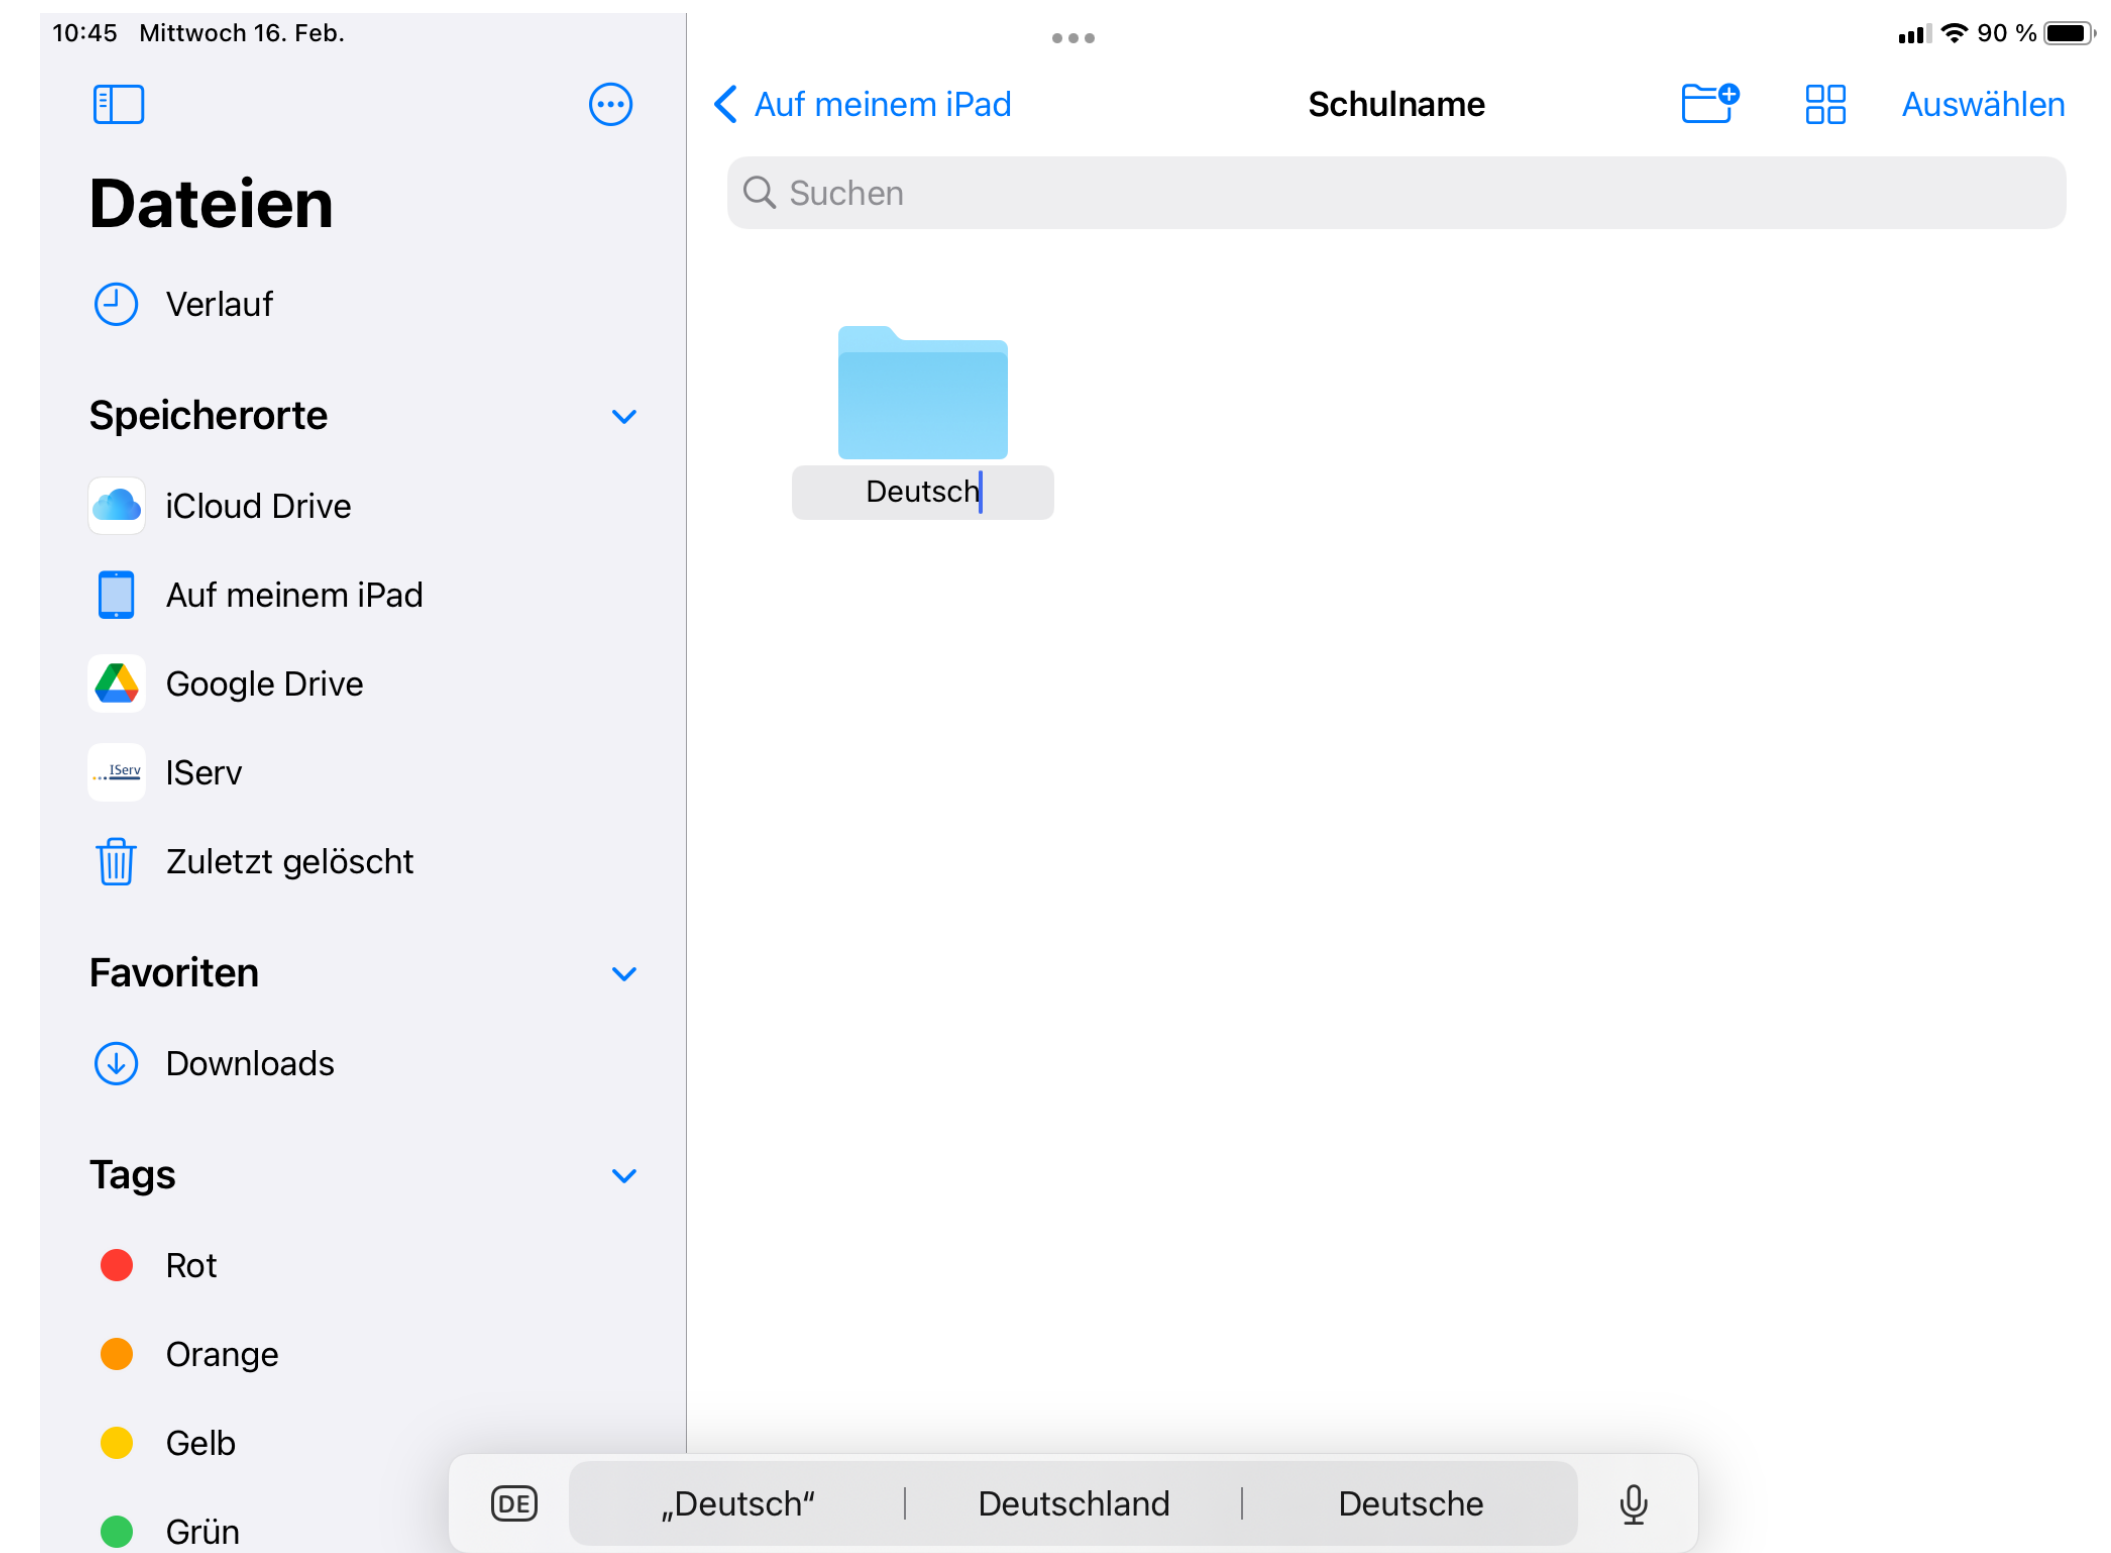 10:45 Mittwoch 16. Feb.
90 %
Dateien
Verlauf
Speicherorte
iCloud Drive
Auf meinem iPad
Google Drive
IServ
IServ
Zuletzt gelöscht
Favoriten
Downloads
Tags
Rot
Orange
Gelb
Grün
Auf meinem iPad
Schulname
Auswählen
Suchen
Deutsch
DE
„Deutsch“
Deutschland
Deutsche